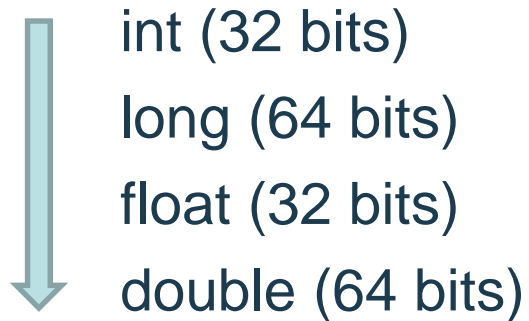 int (32 bits)
long (64 bits)
float (32 bits)
double (64 bits)